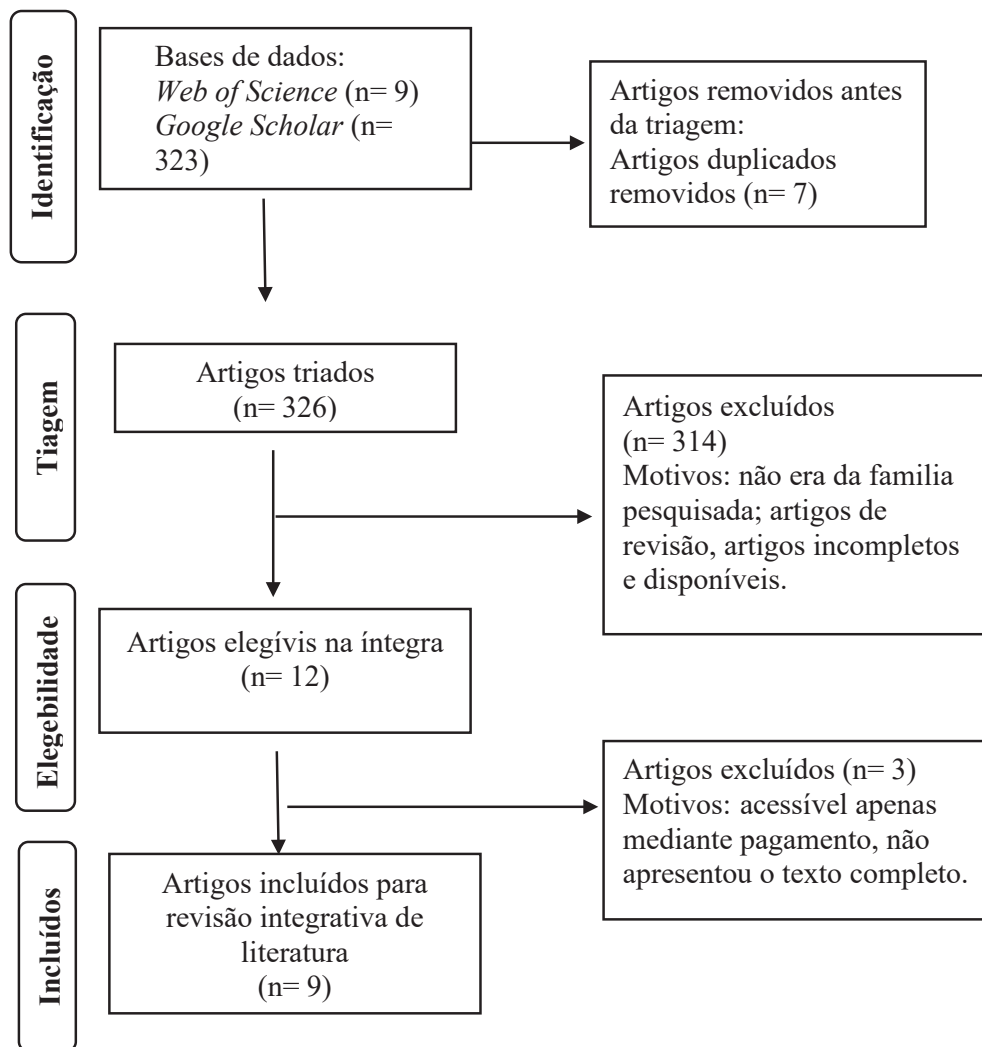 Identificação
Bases de dados:
Web of Science (n= 9)
Google Scholar (n=
323)
Artigos removidos antes
da triagem:
Artigos duplicados
removidos (n= 7)
Tiagem
Artigos triados
(n= 326)
Artigos excluídos
(n= 314)
Motivos: não era da familia
pesquisada; artigos de
revisão, artigos incompletos
e disponíveis.
Elegebilidade
Artigos elegívis na íntegra
(n= 12)
Artigos excluídos (n= 3)
Motivos: acessível apenas
mediante pagamento, não
apresentou o texto completo.
Incluídos
Artigos incluídos para
revisão integrativa de
literatura
(n= 9)